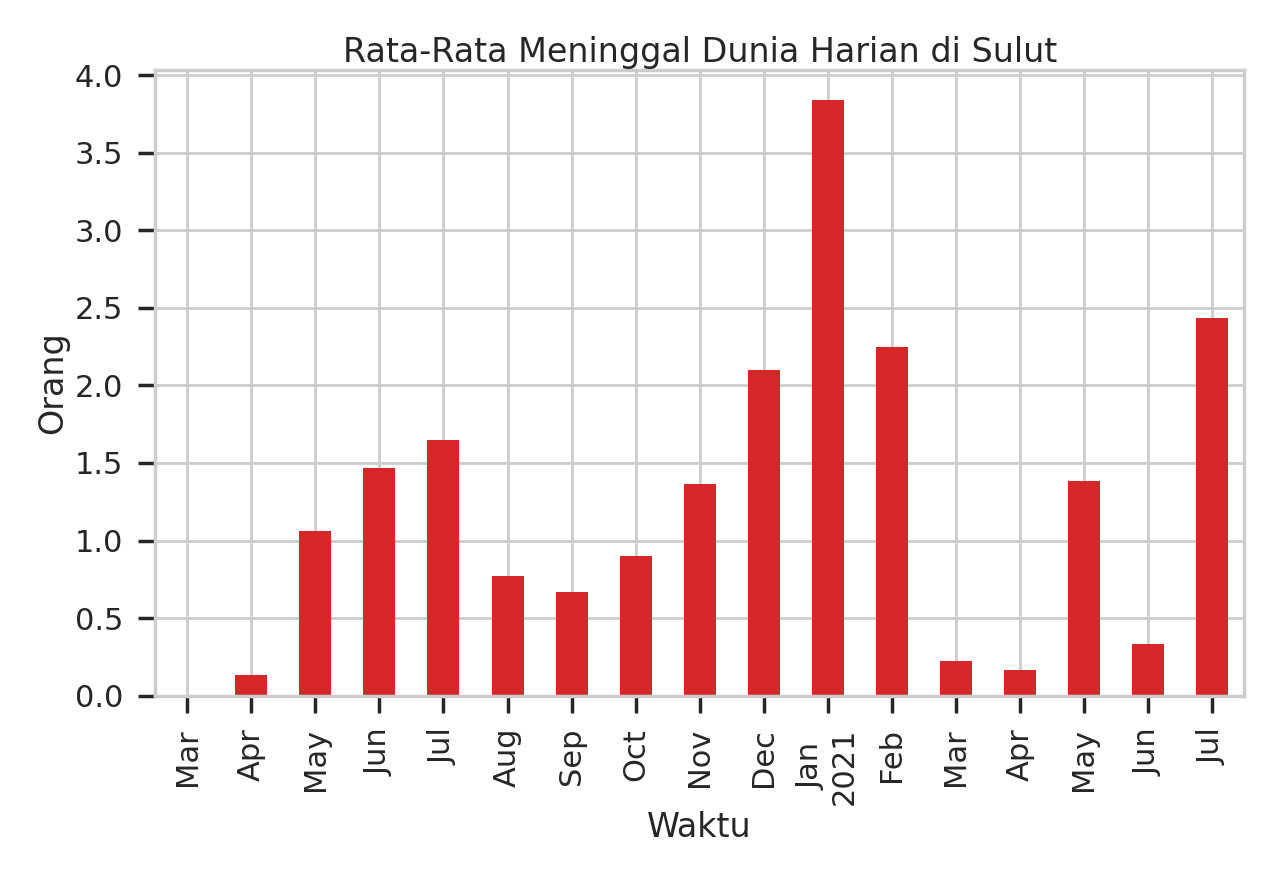 Rata-Rata Meninggal Dunia Harian di Sulut
4.0
3.5
3.0
2.5
2.0
1.5
1.0
0.5
0.0
Orang
Mar
Apr
May
Jun
Jul
Aug
Sep
Oct
Nov
Dec
Jan
2021
Feb
Mar
Apr
May
Jun
Jul
Waktu